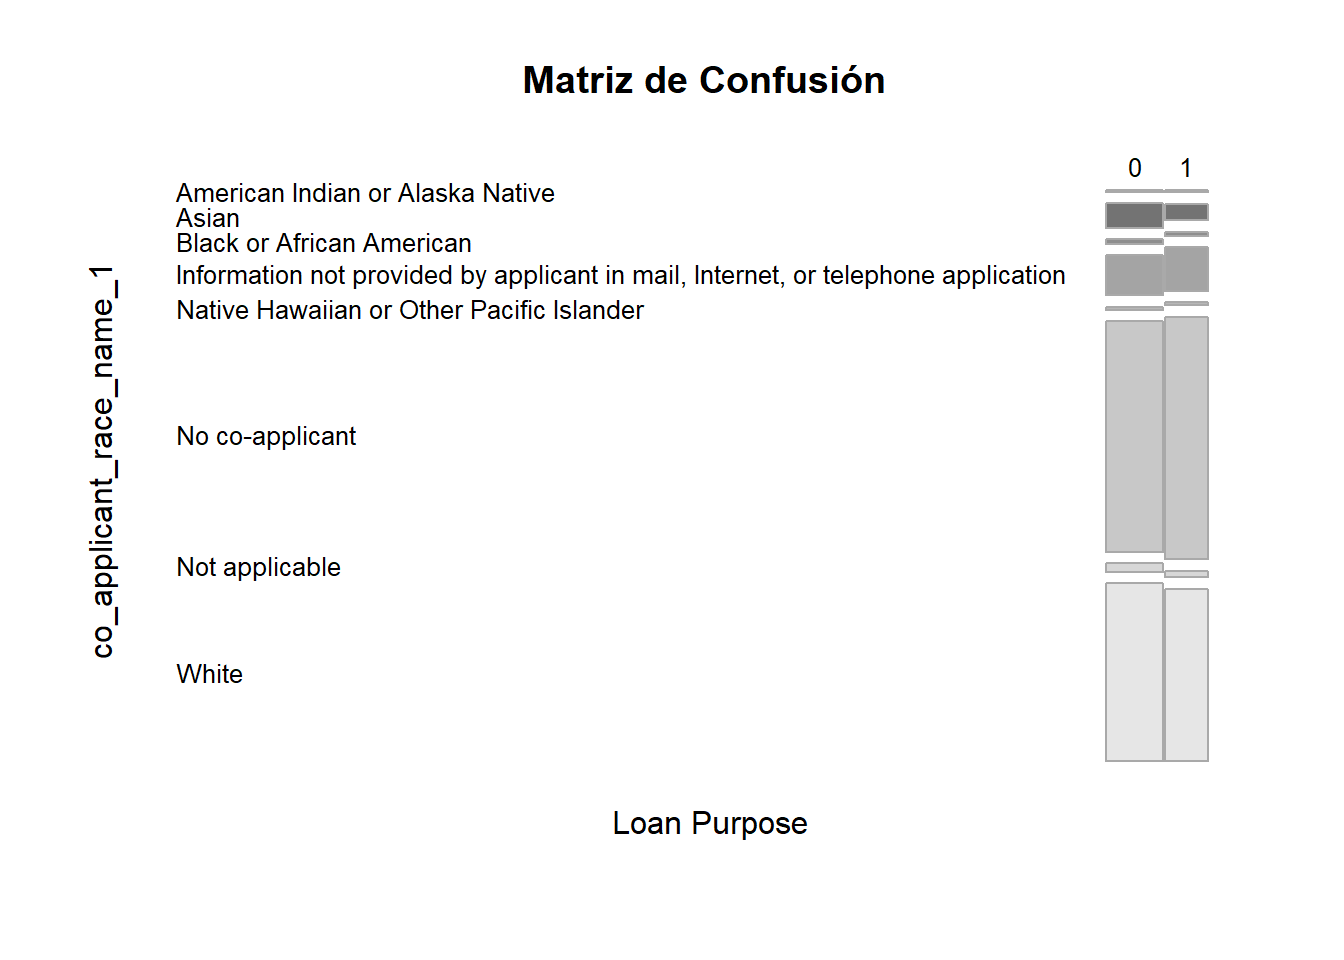 Matriz de Confusión
0 1
American Indian or Alaska Native
Asian
Black or African American
Information not provided by applicant in mail, Internet, or telephone application
Native Hawaiian or Other Pacific Islander
No co-applicant
Not applicable
White
co_applicant_race_name_1
Loan Purpose